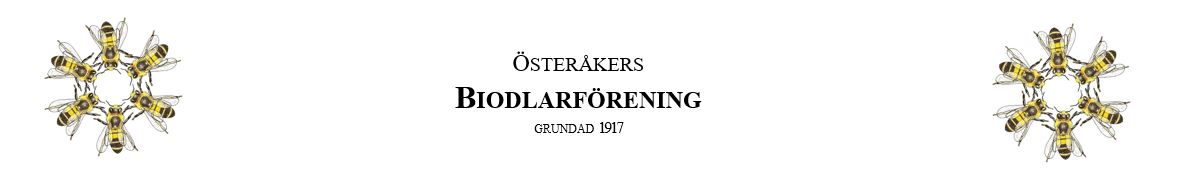 ÖSTERÅKERS
BIODLARFÖRENING
GRUNDAD 1917